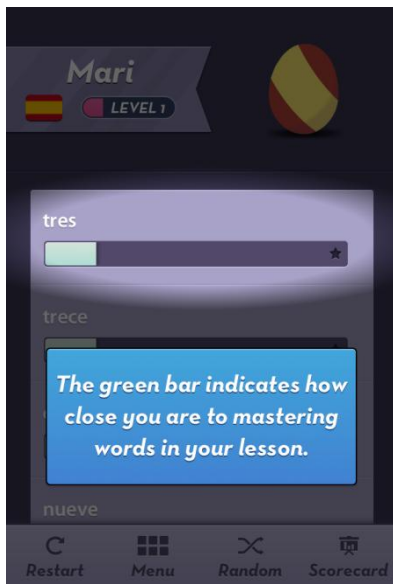 Mari
LEVEL 1
tres
trece
The green bar indicates how
close you are to mastering
words in your lesson.
nueve
Restart Menu Random Scorecard